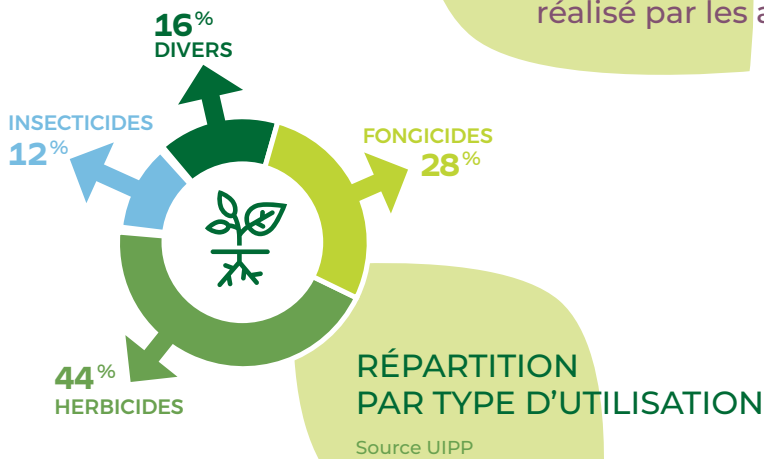 réalisé par les
16%
DIVERS
INSECTICIDES
12%
FONGICIDES
28%
44%
HERBICIDES
RÉPARTITION
PAR TYPE D’UTILISATION
Source UIPP